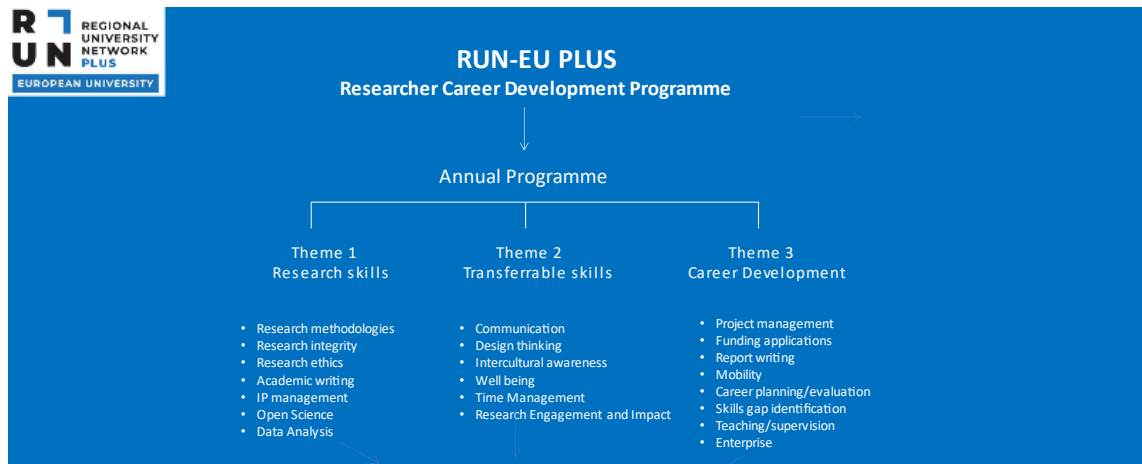 R UN
REGIONAL
UNIVERSITY
NETWORK
PLUS
EUROPEAN UNIVERSITY
RUN-EU PLUS
Researcher Career Development Programme
Annual Programme
Theme 1
Research skills
• Research methodologies
• Research integrity
• Research ethics
• Academic writing
• IP management
• Open Science
• Data Analysis
Theme 2
Transferrable skills
• Communication
• Design thinking
• Intercultural awareness
• Well being
• Time Management
• Research Engagement and Impact
Theme 3
Career Development
• Project management
• Funding applications
• Report writing
• Mobility
• Career planning/evaluation
• Skills gap identification
• Teaching/supervision
• Enterprise